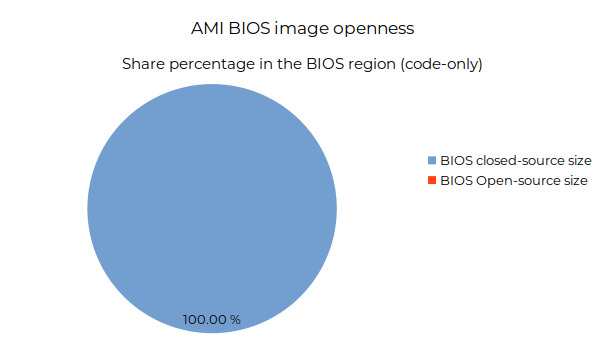 AMI BIOS image openness
Share percentage in the BIOS region (code-only)
BIOS closed-source size
BIOS Open-source size
100.00 %